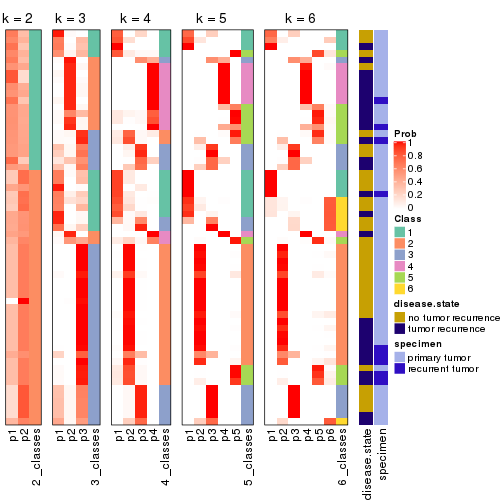 k = 2
k = 3
k = 4
k = 5
k = 6
p1
p2
2_classes
p1
p2
p3
3_classes
p1
p2
p3
p4
4_classes
p1
p2
p3
p4
p5
5_classes
p1
p2
p3
p4
p5
p6
6_classes
disease.state
specimen
Prob
1
0.8
0.6
0.4
0.2
0
Class
1
2
3
4
5
6
disease.state
no tumor recurrence
tumor recurrence
specimen
primary tumor
recurrent tumor